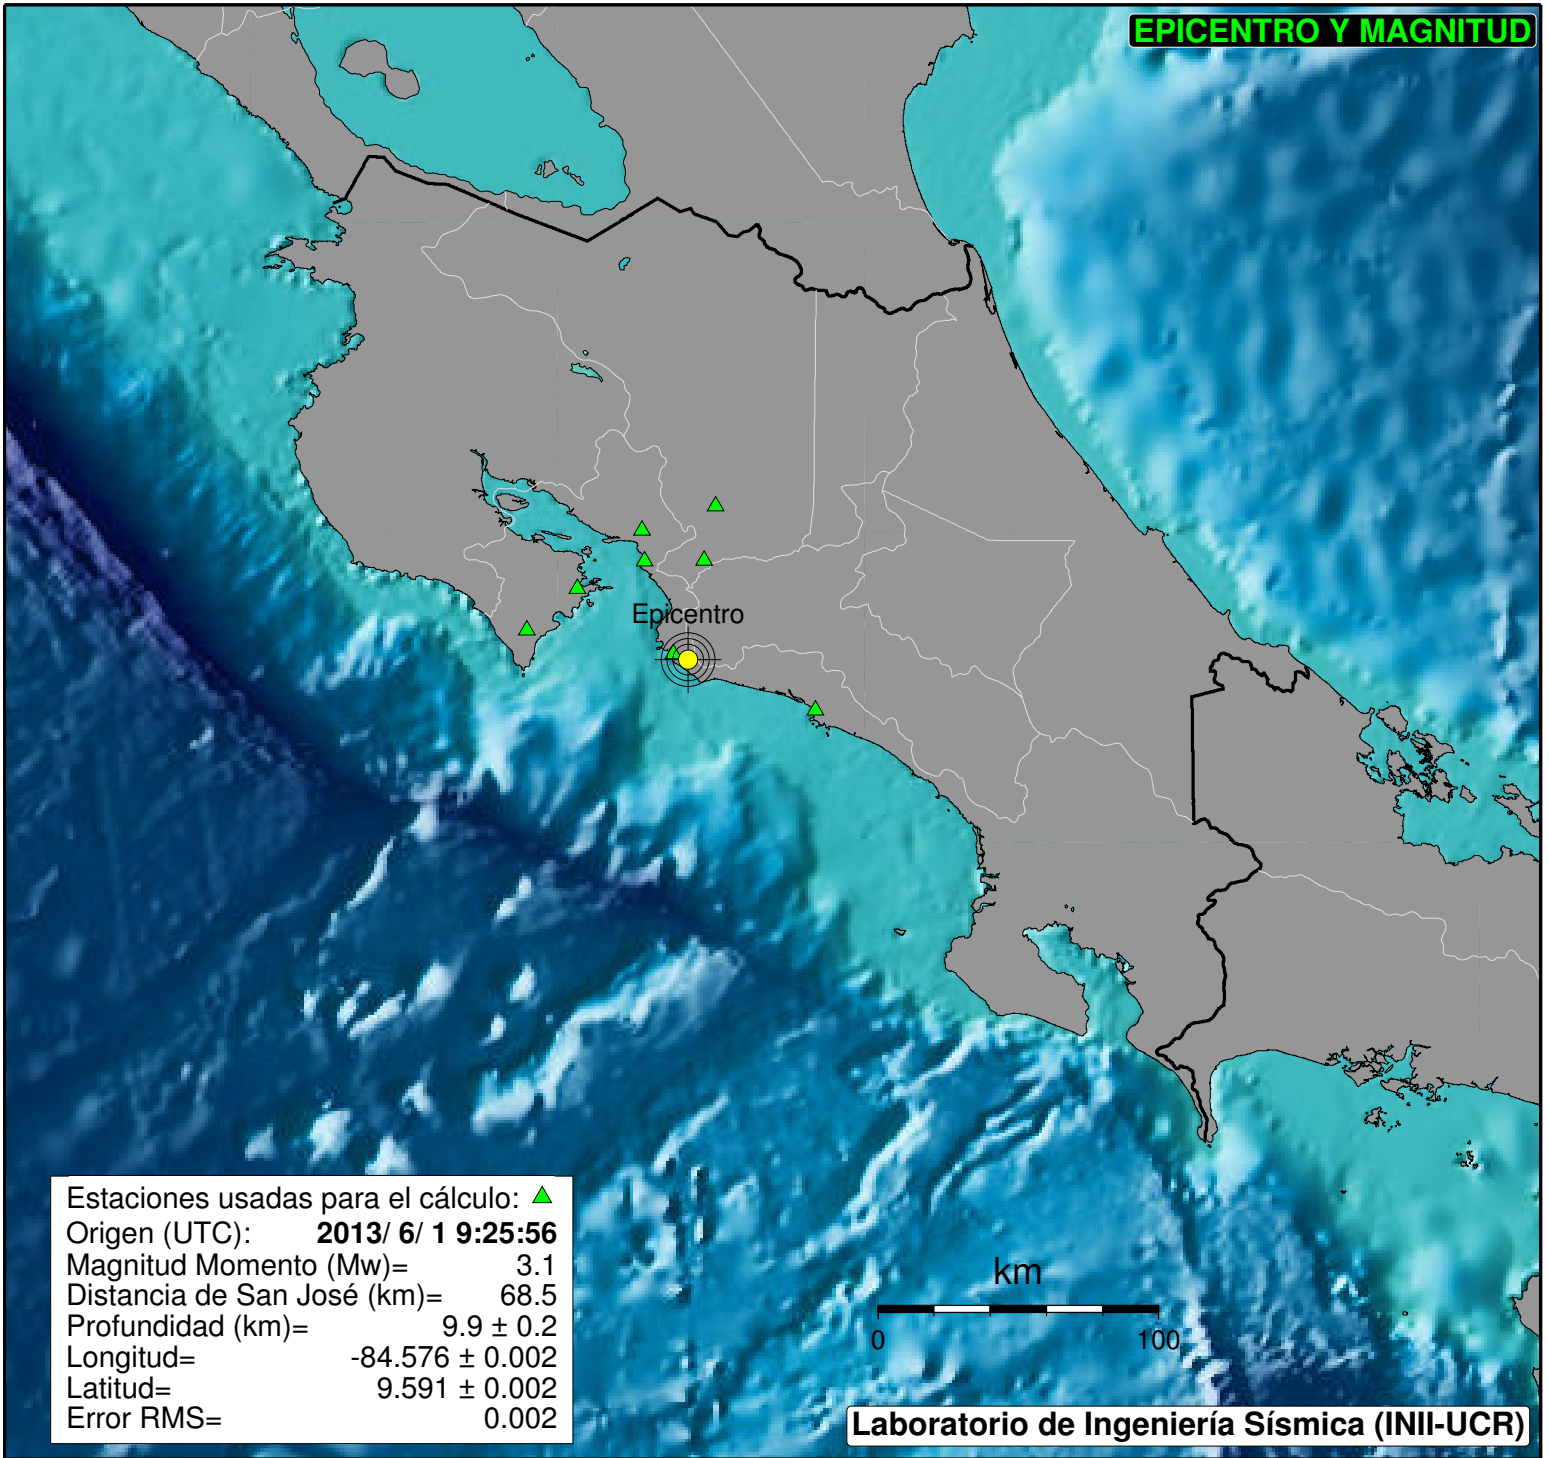 EPICENTRO Y MAGNITUD
Epicentro
Estaciones usadas para el cálculo:
Origen (UTC): 2013/ 6/ 1 9:25:56
Magnitud Momento (Mw)= 3.1
Distancia de San José (km)= 68.5
Profundidad (km)= 9.9 ± 0.2
Longitud= -84.576 ± 0.002
Latitud= 9.591 ± 0.002
Error RMS= 0.002
km
0 100
Laboratorio de Ingeniería Sísmica (INII-UCR)